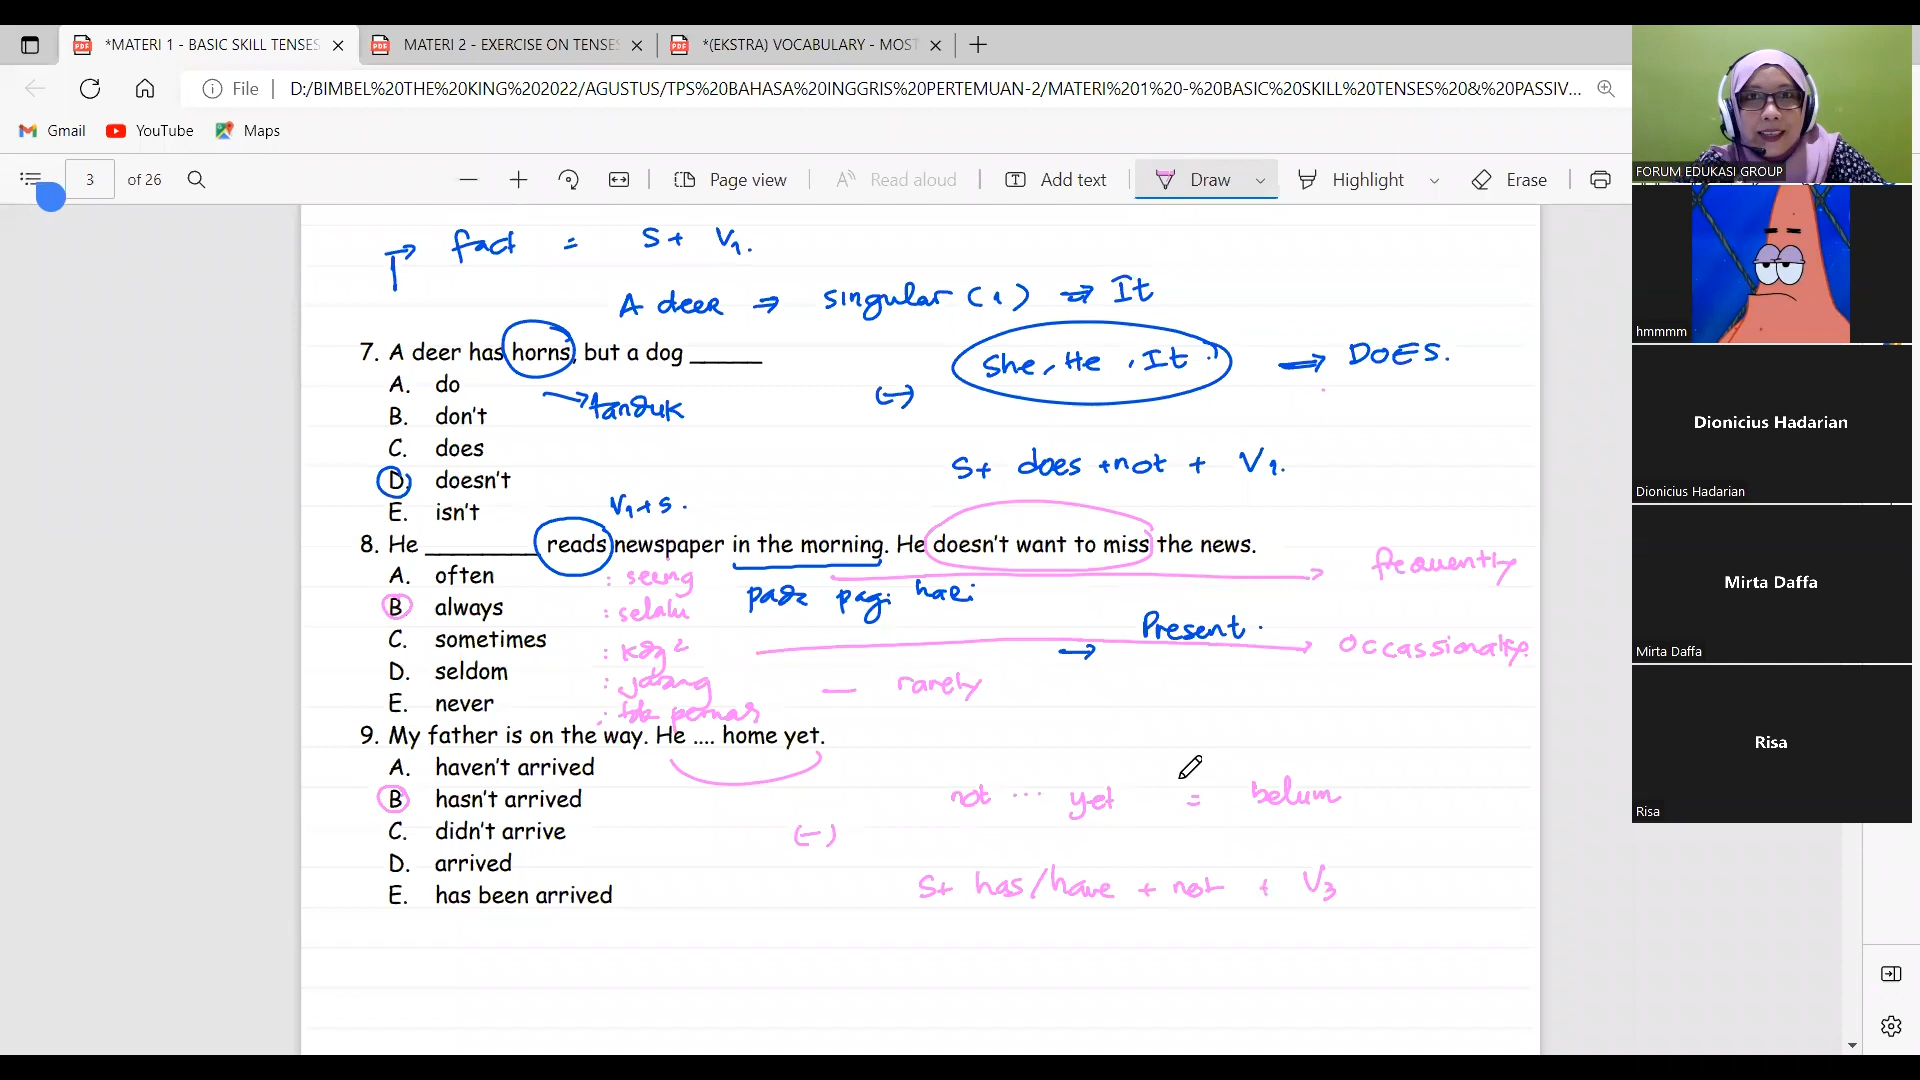 *MATERI 1 - BASIC SKILL TENSES
MATERI 2 - EXERCISE ON TENSES
*(EKSTRA) VOCABULARY - MOST
File
D:/BIMBEL%20THE%20KING%202022/AGUSTUS/TPS%20BAHASA%20INGGRIS%20PERTEMUAN-2/MATERI%201%20-%20BASIC%20SKILL%20TENSES%20&%20PASSIV...
Gmail YouTube Maps
3 of 26 Page view Read aloud Add text Draw Highlight Erase
fact = S+ V1.
A deer ⇒ singular (1) ⇒ It
7. A deer has horns, but a dog _____
She, He, It → DOES.
A. do
(-)
→ tanduk
B. don't
C. does
S+ does +not + V1.
D. doesn't
E. isn't
V1+s.
8. He _________ reads newspaper in the morning. He doesn't want to miss the news.
A. often : sering frequently
pada pagi hari
B. always : selalu
Present.
C. sometimes : kdg2 → Occassionally
D. seldom : jarang — rarely
E. never : tdk pernah
9. My father is on the way. He .... home yet.
A. haven't arrived
B. hasn't arrived
not ... yet = belum
C. didn't arrive (-)
D. arrived
S+ has/have + not + V3
E. has been arrived
FORUM EDUKASI GROUP
hmmmm
Dionicius Hadarian
Dionicius Hadarian
Mirta Daffa
Mirta Daffa
Risa
Risa